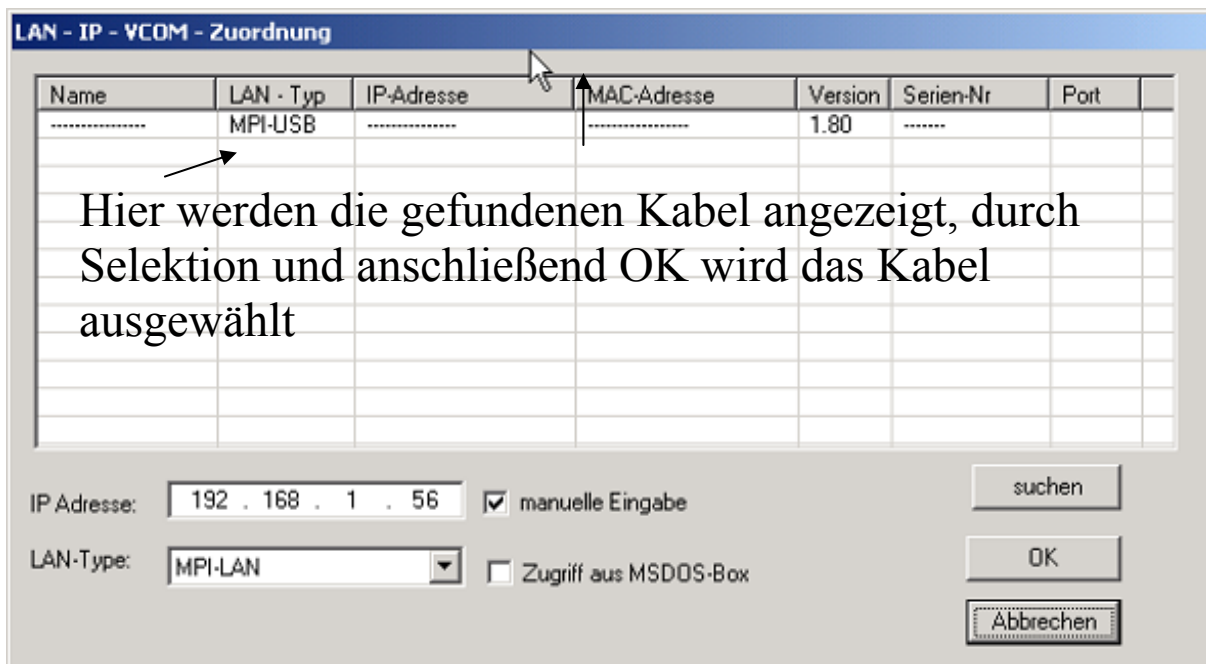 LAN - IP - VCOM - Zuordnung
Name LAN - Typ IP-Adresse MAC-Adresse Version Serien-Nr Port
---------------- MPI-USB --------------- ----------------- 1.80 -------
Hier werden die gefundenen Kabel angezeigt, durch
Selektion und anschließend OK wird das Kabel
ausgewählt
IP Adresse: 192 . 168 . 1 . 56 manuelle Eingabe suchen
LAN-Type: MPI-LAN Zugriff aus MSDOS-Box OK
Abbrechen